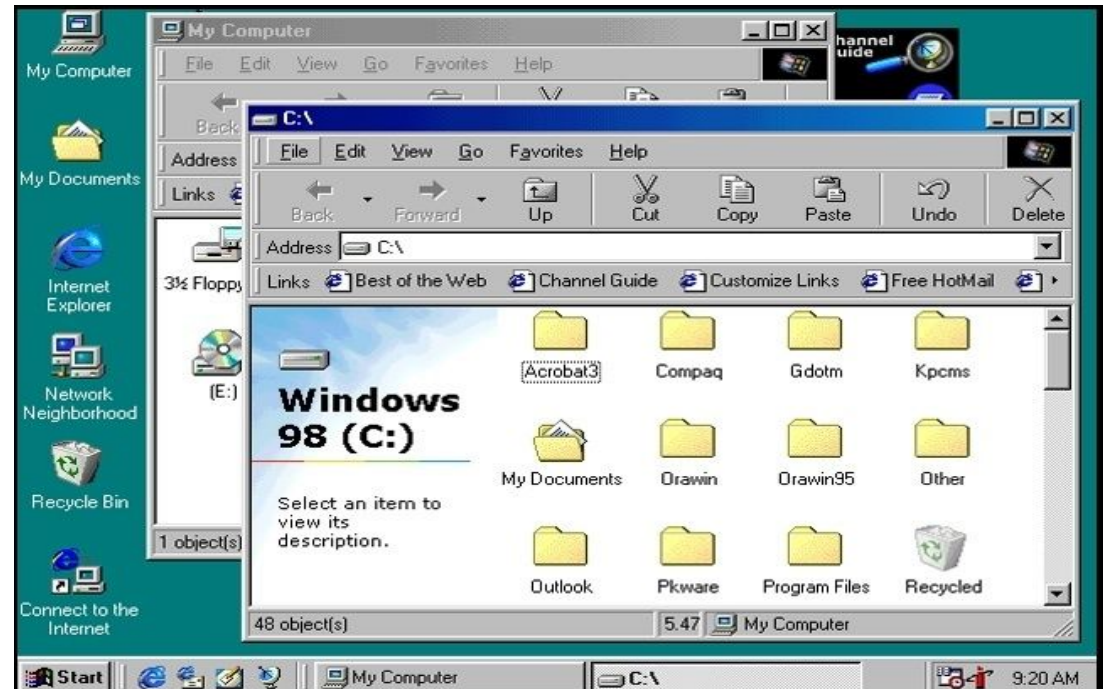 My Computer
My Documents
Internet
Explorer
Network
Neighborhood
Recycle Bin
Connect to the
Internet
My Computer
File Edit View Go Favorites Help
Back
Address
Links
3½ Floppy
(E:)
1 object(s)
hannel
uide
C:\
File Edit View Go Favorites Help
Back Forward Up Cut Copy Paste Undo Delete
Address C:\
Links Best of the Web Channel Guide Customize Links Free HotMail
Windows
98 (C:)
Select an item to
view its
description.
Acrobat3 Compaq Gdotm Kpcms
My Documents Orawin Orawin95 Other
Outlook Pkware Program Files Recycled
48 object(s) 5.47 My Computer
Start My Computer C:\ 9:20 AM